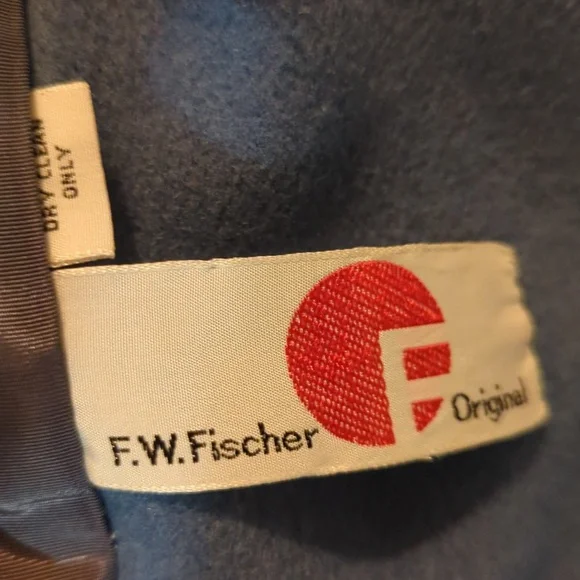 DRY CLEAN
ONLY
F.W.Fischer
F
Original